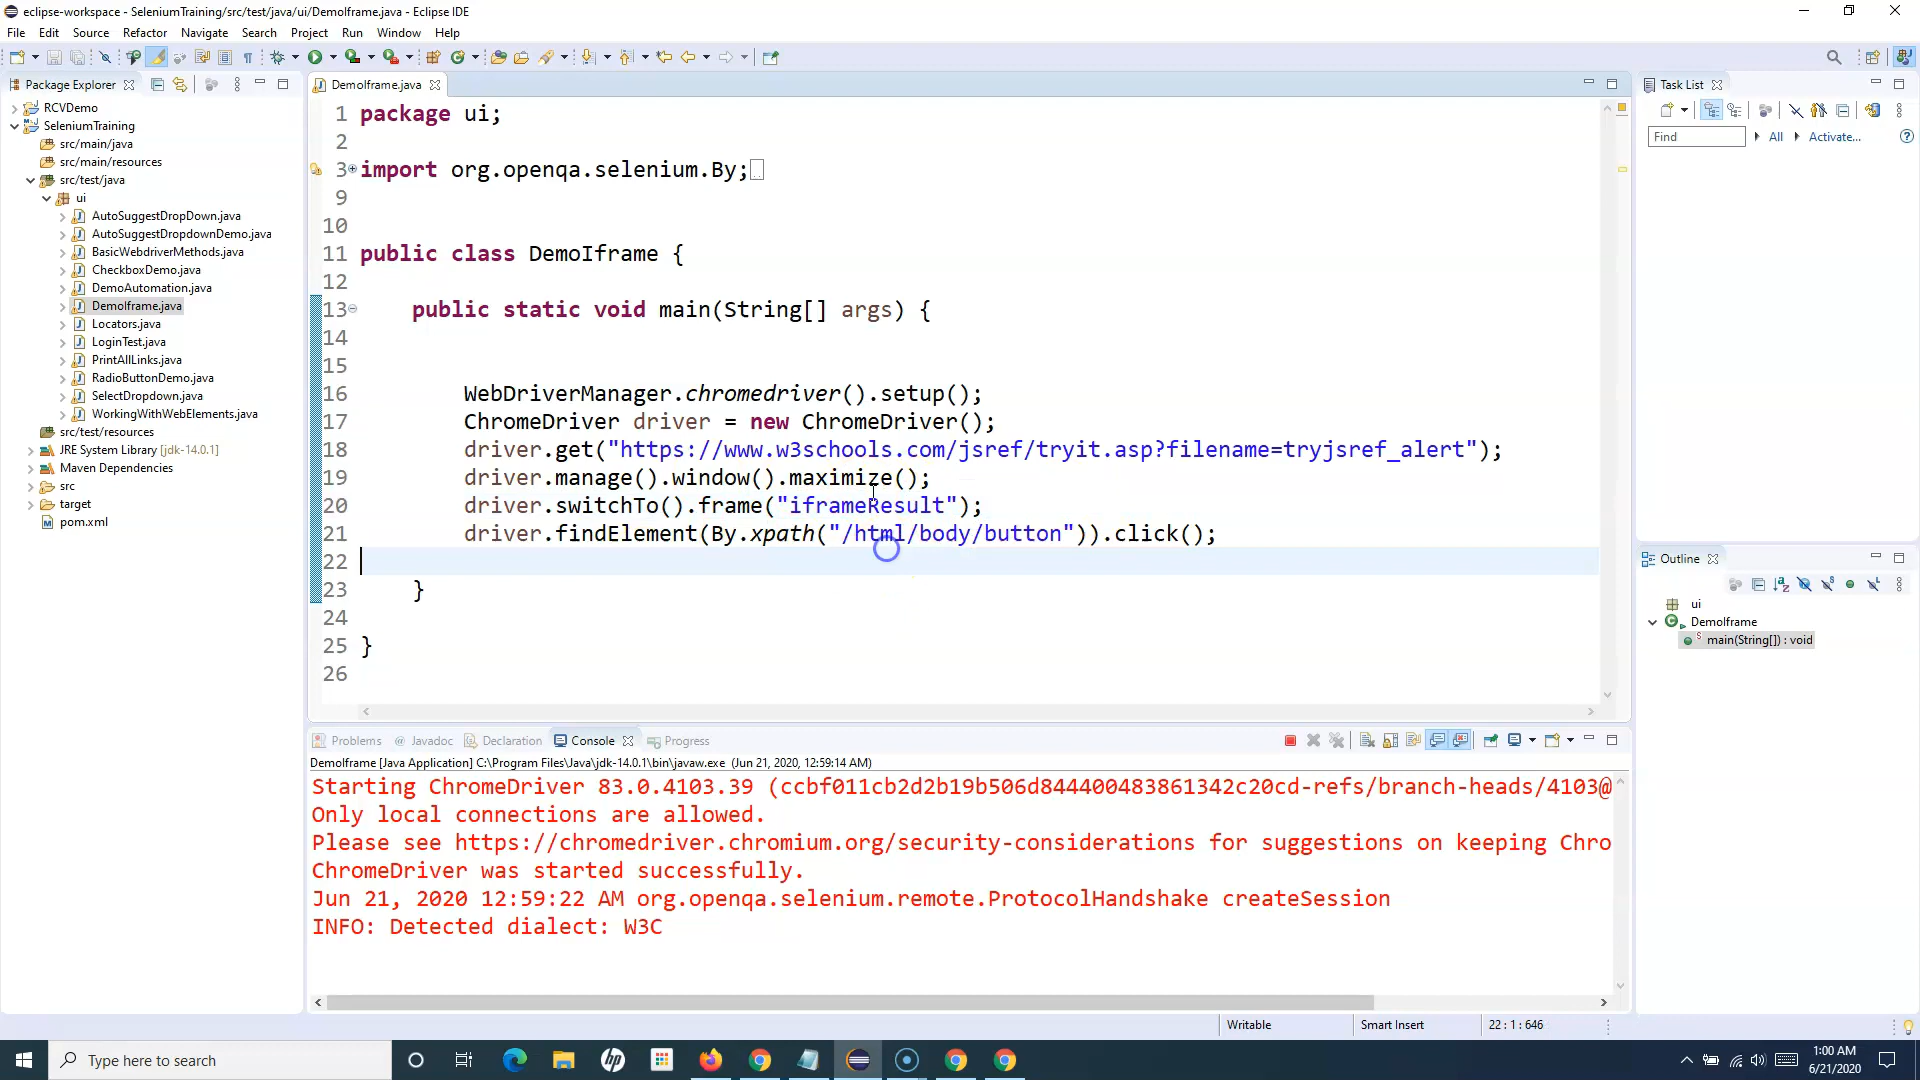 eclipse-workspace - SeleniumTraining/src/test/java/ui/DemoIframe.java - Eclipse IDE
File Edit Source Refactor Navigate Search Project Run Window Help
Package Explorer
RCVDemo
SeleniumTraining
src/main/java
src/main/resources
src/test/java
ui
AutoSuggestDropDown.java
AutoSuggestDropdownDemo.java
BasicWebdriverMethods.java
CheckboxDemo.java
DemoAutomation.java
DemoIframe.java
Locators.java
LoginTest.java
PrintAllLinks.java
RadioButtonDemo.java
SelectDropdown.java
WorkingWithWebElements.java
src/test/resources
JRE System Library [jdk-14.0.1]
Maven Dependencies
src
target
pom.xml
DemoIframe.java
1 package ui;
2
3 import org.openqa.selenium.By;
9
10
11 public class DemoIframe {
12
13 public static void main(String[] args) {
14
15
16 WebDriverManager.chromedriver().setup();
17 ChromeDriver driver = new ChromeDriver();
18 driver.get("https://www.w3schools.com/jsref/tryit.asp?filename=tryjsref_alert");
19 driver.manage().window().maximize();
20 driver.switchTo().frame("iframeResult");
21 driver.findElement(By.xpath("/html/body/button")).click();
22
23 }
24
25 }
26
Task List
Find All Activate...
Outline
ui
DemoIframe
main(String[]) : void
Problems Javadoc Declaration Console Progress
DemoIframe [Java Application] C:\Program Files\Java\jdk-14.0.1\bin\javaw.exe (Jun 21, 2020, 12:59:14 AM)
Starting ChromeDriver 83.0.4103.39 (ccbf011cb2d2b19b506d844400483861342c20cd-refs/branch-heads/4103@
Only local connections are allowed.
Please see https://chromedriver.chromium.org/security-considerations for suggestions on keeping Chro
ChromeDriver was started successfully.
Jun 21, 2020 12:59:22 AM org.openqa.selenium.remote.ProtocolHandshake createSession
INFO: Detected dialect: W3C
Writable Smart Insert 22 : 1 : 646
Type here to search
1:00 AM
6/21/2020